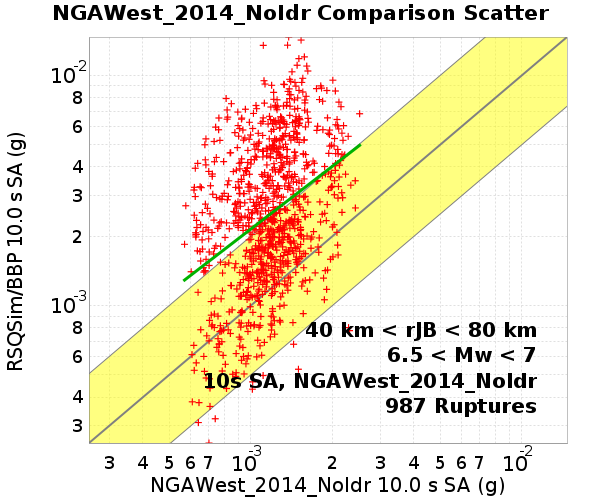 NGAWest_2014_NoIdr Comparison Scatter
RSQSim/BBP 10.0 s SA (g)
10-2
8
6
4
3
2
10-3
8
6
4
3
40 km < rJB < 80 km
6.5 < Mw < 7
10s SA, NGAWest_2014_NoIdr
987 Ruptures
3 4 5 6 7 10-3 2 3 4 5 6 7 10-2
NGAWest_2014_NoIdr 10.0 s SA (g)